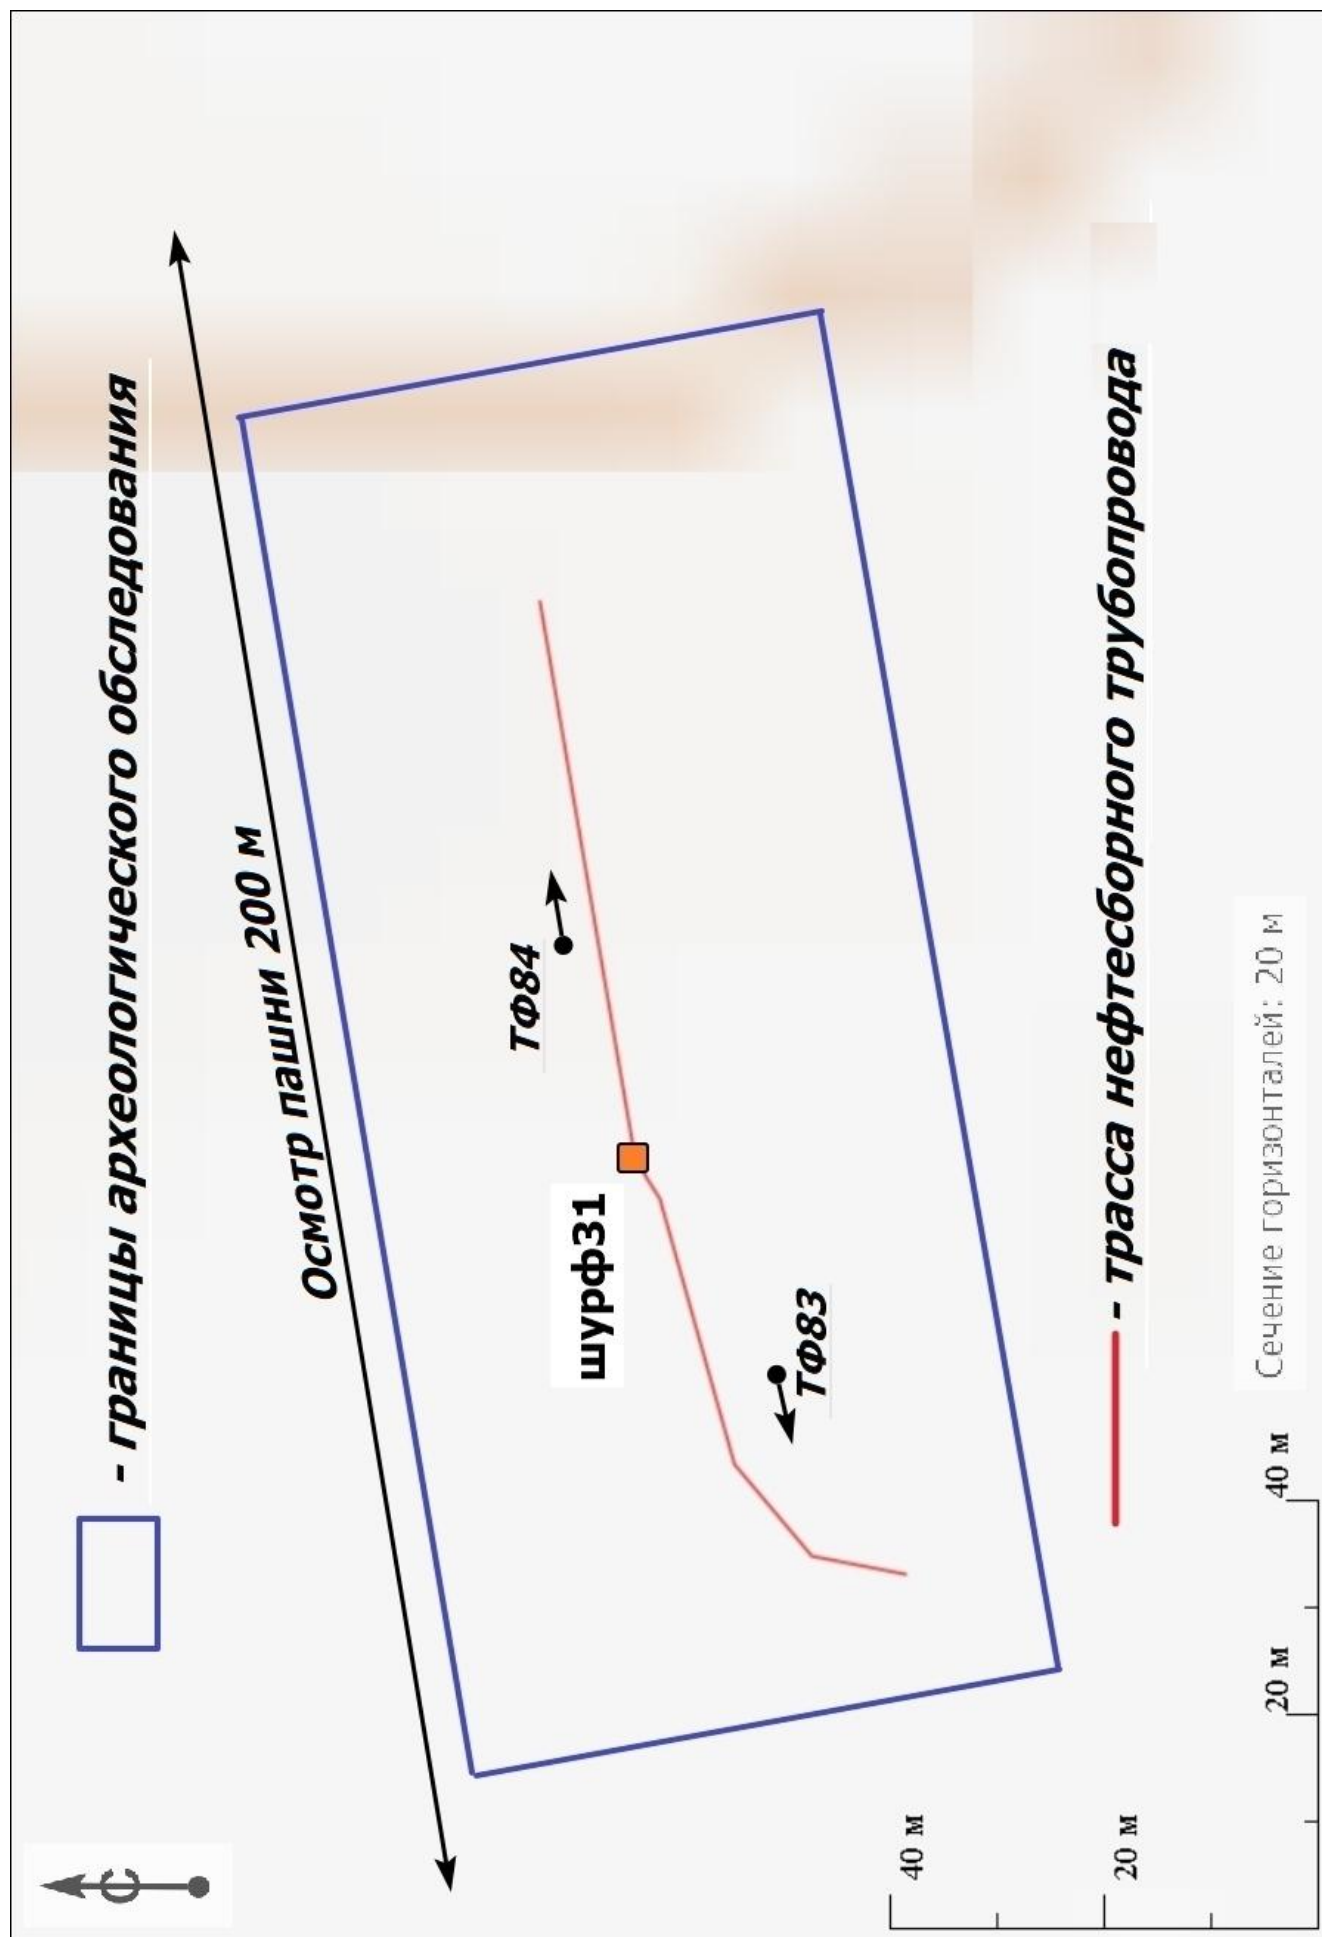 - границы археологического обследования
Осмотр пашни 200 м
ТФ84
шурф31
ТФ83
- трасса нефтесборного трубопровода
Сечение горизонталей: 20 м
С
40 м
20 м
20 м
40 м